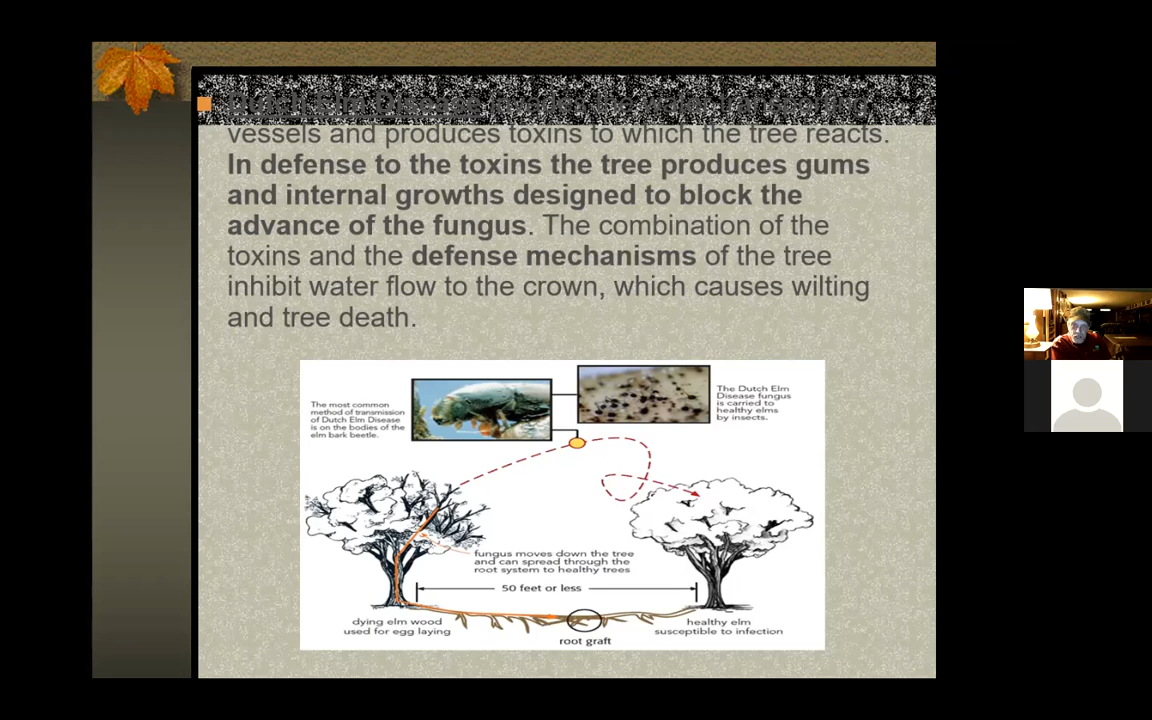 Dutch Elm Disease
vessels and produces toxins to which the tree reacts.
In defense to the toxins the tree produces gums
and internal growths designed to block the
advance of the fungus. The combination of the
toxins and the defense mechanisms of the tree
inhibit water flow to the crown, which causes wilting
and tree death.
The most common
method of transmission
of Dutch Elm Disease
is on the bodies of the
elm bark beetle.
The Dutch Elm
Disease fungus
is carried to
healthy elms
by insects.
fungus moves down the tree
and can spread through the
root system to healthy trees
50 feet or less
dying elm wood
used for egg laying
healthy elm
susceptible to infection
root graft